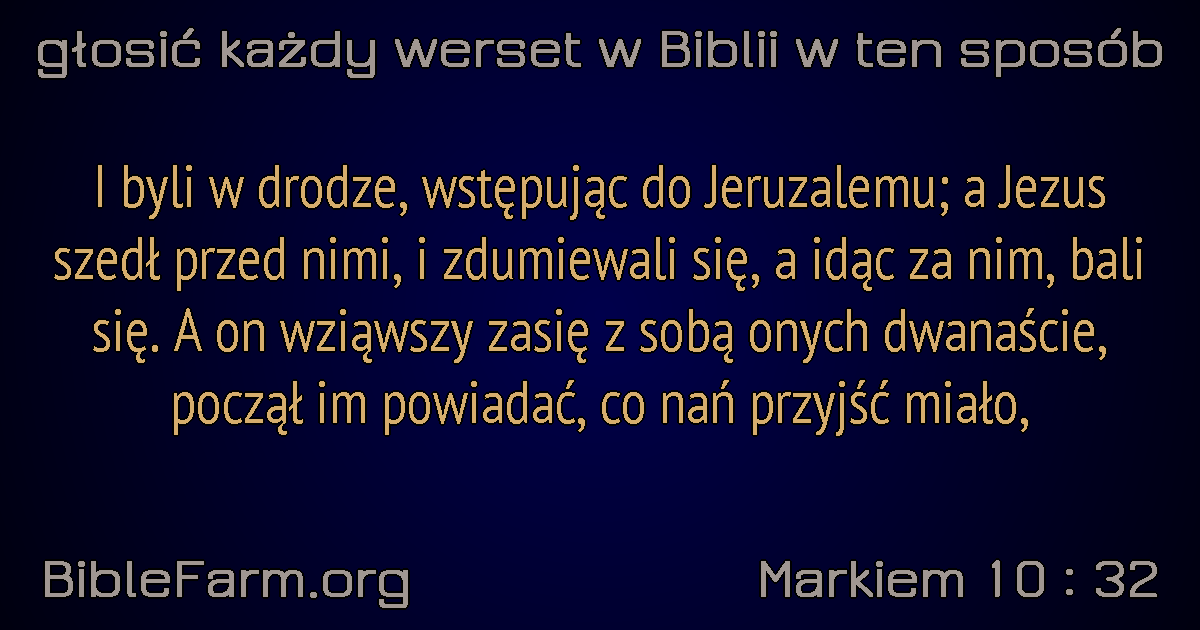 głosić każdy werset w Biblii w ten sposób
I byli w drodze, wstępując do Jeruzalemu; a Jezus
szedł przed nimi, i zdumiewali się, a idąc za nim, bali
się. A on wziąwszy zasię z sobą onych dwanaście,
począł im powiadać, co nań przyjść miało,
BibleFarm.org
Markiem 10 : 32